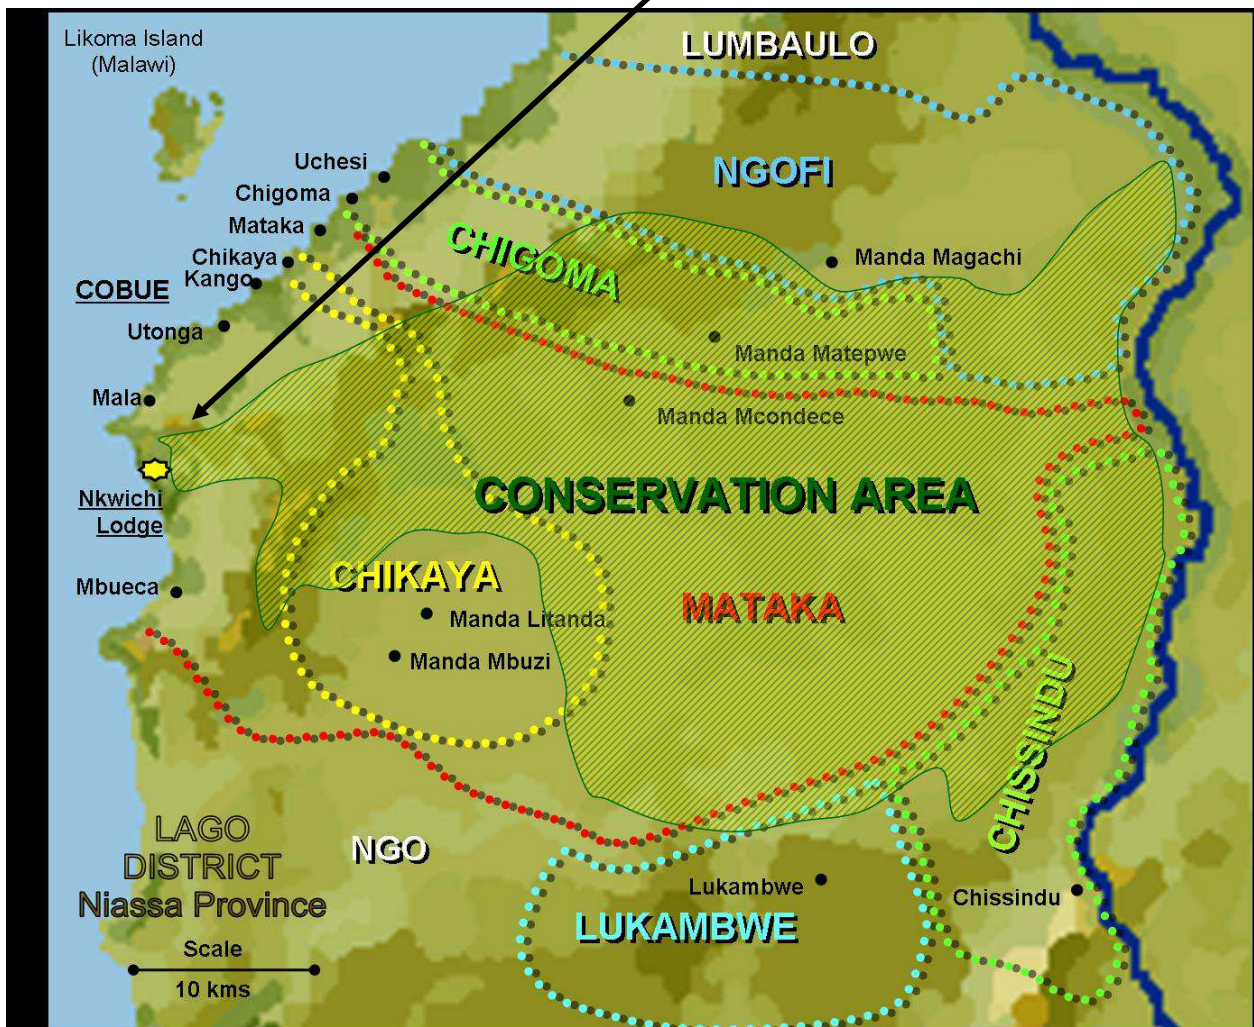 Likoma Island
(Malawi)
LUMBAULO
NGOFI
Uchesi
Chigoma
Mataka
Chikaya
Kango
COBUE
Utonga
Mala
CHIGOMA
Manda Magachi
Manda Matepwe
Manda Mcondece
CONSERVATION AREA
Nkwichi
Lodge
Mbueca
CHIKAYA
MATAKA
Manda Litanda
Manda Mbuzi
CHISSINDU
LAGO
DISTRICT
Niassa Province
NGO
Lukambwe
Chissindu
LUKAMBWE
Scale
10 kms